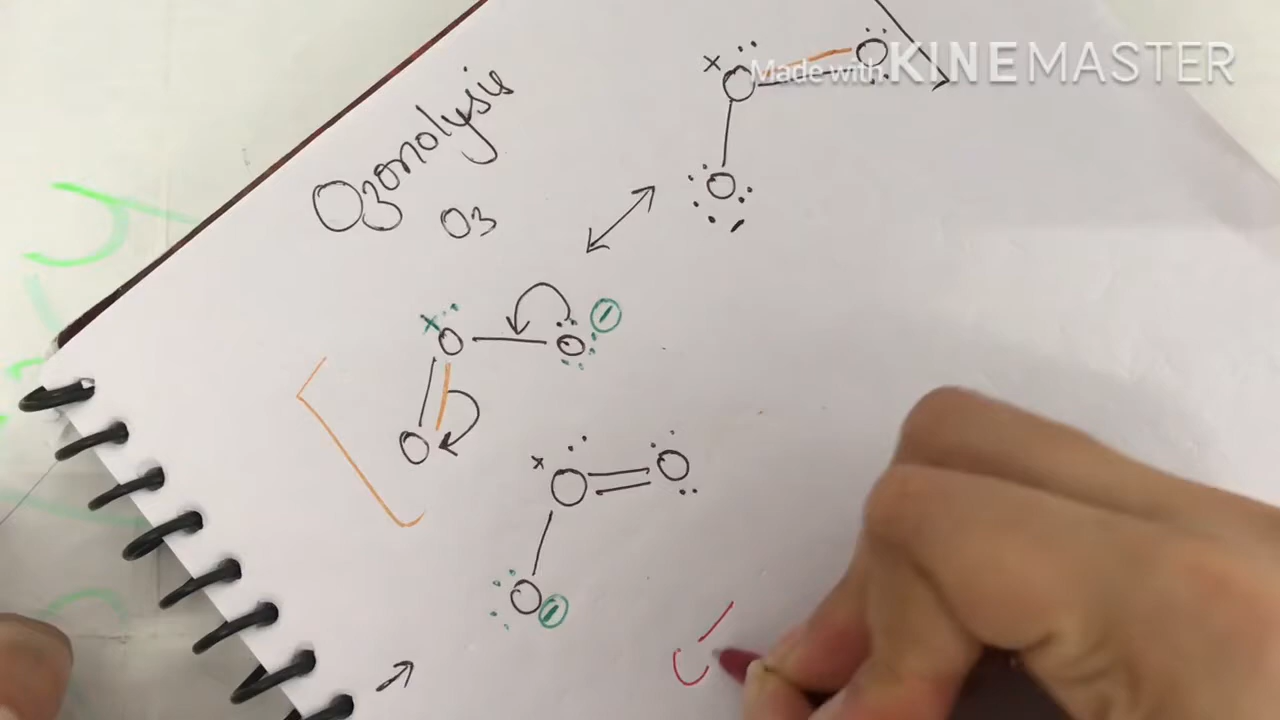 Made with KINEMASTER
Ozonolysis
O3
x O O
O
x O O ⊖
O
x O O
O ⊖